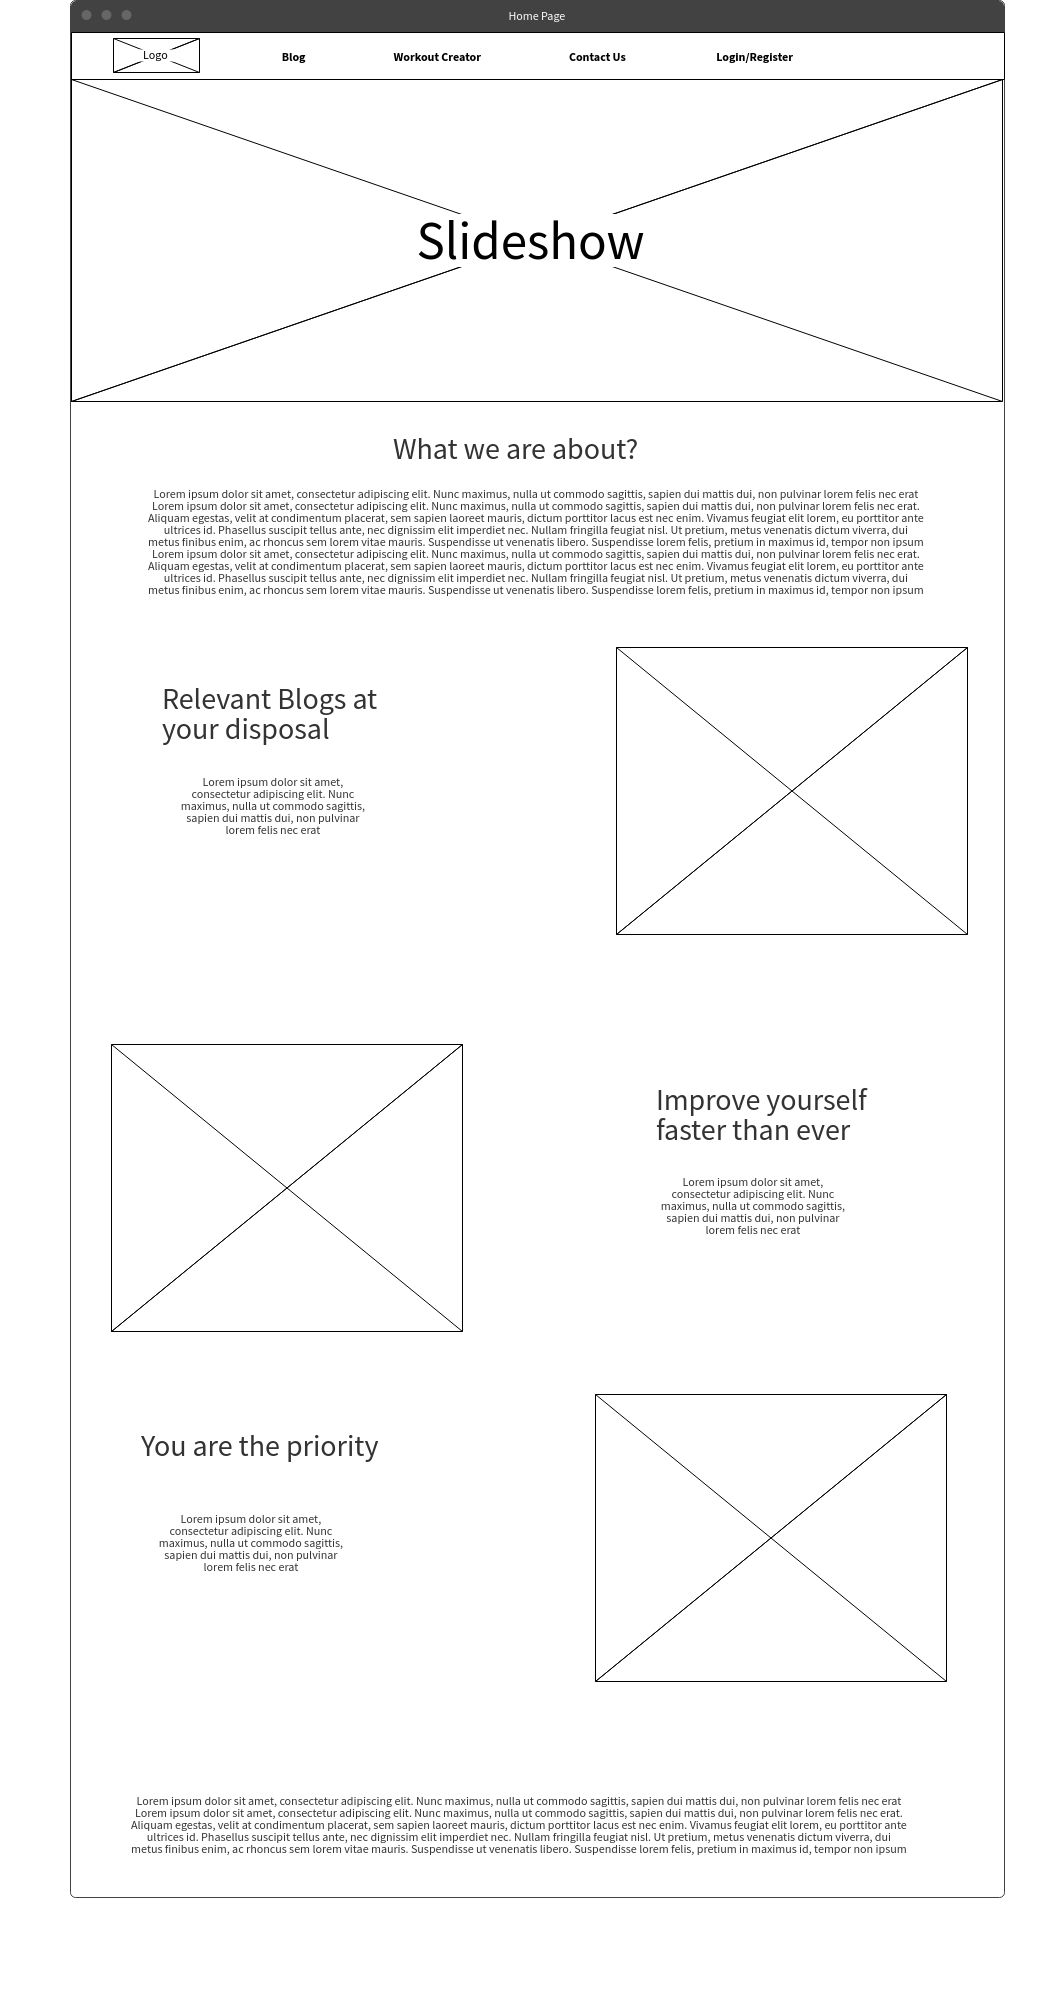 Home Page
Logo
Blog
Workout Creator
Contact Us
Login/Register
Slideshow
What we are about?
Lorem ipsum dolor sit amet, consectetur adipiscing elit. Nunc maximus, nulla ut commodo sagittis, sapien dui mattis dui, non pulvinar lorem felis nec erat
Lorem ipsum dolor sit amet, consectetur adipiscing elit. Nunc maximus, nulla ut commodo sagittis, sapien dui mattis dui, non pulvinar lorem felis nec erat.
Aliquam egestas, velit at condimentum placerat, sem sapien laoreet mauris, dictum porttitor lacus est nec enim. Vivamus feugiat elit lorem, eu porttitor ante
ultrices id. Phasellus suscipit tellus ante, nec dignissim elit imperdiet nec. Nullam fringilla feugiat nisl. Ut pretium, metus venenatis dictum viverra, dui
metus finibus enim, ac rhoncus sem lorem vitae mauris. Suspendisse ut venenatis libero. Suspendisse lorem felis, pretium in maximus id, tempor non ipsum
Lorem ipsum dolor sit amet, consectetur adipiscing elit. Nunc maximus, nulla ut commodo sagittis, sapien dui mattis dui, non pulvinar lorem felis nec erat.
Aliquam egestas, velit at condimentum placerat, sem sapien laoreet mauris, dictum porttitor lacus est nec enim. Vivamus feugiat elit lorem, eu porttitor ante
ultrices id. Phasellus suscipit tellus ante, nec dignissim elit imperdiet nec. Nullam fringilla feugiat nisl. Ut pretium, metus venenatis dictum viverra, dui
metus finibus enim, ac rhoncus sem lorem vitae mauris. Suspendisse ut venenatis libero. Suspendisse lorem felis, pretium in maximus id, tempor non ipsum
Relevant Blogs at
your disposal
Lorem ipsum dolor sit amet,
consectetur adipiscing elit. Nunc
maximus, nulla ut commodo sagittis,
sapien dui mattis dui, non pulvinar
lorem felis nec erat
Improve yourself
faster than ever
Lorem ipsum dolor sit amet,
consectetur adipiscing elit. Nunc
maximus, nulla ut commodo sagittis,
sapien dui mattis dui, non pulvinar
lorem felis nec erat
You are the priority
Lorem ipsum dolor sit amet,
consectetur adipiscing elit. Nunc
maximus, nulla ut commodo sagittis,
sapien dui mattis dui, non pulvinar
lorem felis nec erat
Lorem ipsum dolor sit amet, consectetur adipiscing elit. Nunc maximus, nulla ut commodo sagittis, sapien dui mattis dui, non pulvinar lorem felis nec erat
Lorem ipsum dolor sit amet, consectetur adipiscing elit. Nunc maximus, nulla ut commodo sagittis, sapien dui mattis dui, non pulvinar lorem felis nec erat.
Aliquam egestas, velit at condimentum placerat, sem sapien laoreet mauris, dictum porttitor lacus est nec enim. Vivamus feugiat elit lorem, eu porttitor ante
ultrices id. Phasellus suscipit tellus ante, nec dignissim elit imperdiet nec. Nullam fringilla feugiat nisl. Ut pretium, metus venenatis dictum viverra, dui
metus finibus enim, ac rhoncus sem lorem vitae mauris. Suspendisse ut venenatis libero. Suspendisse lorem felis, pretium in maximus id, tempor non ipsum